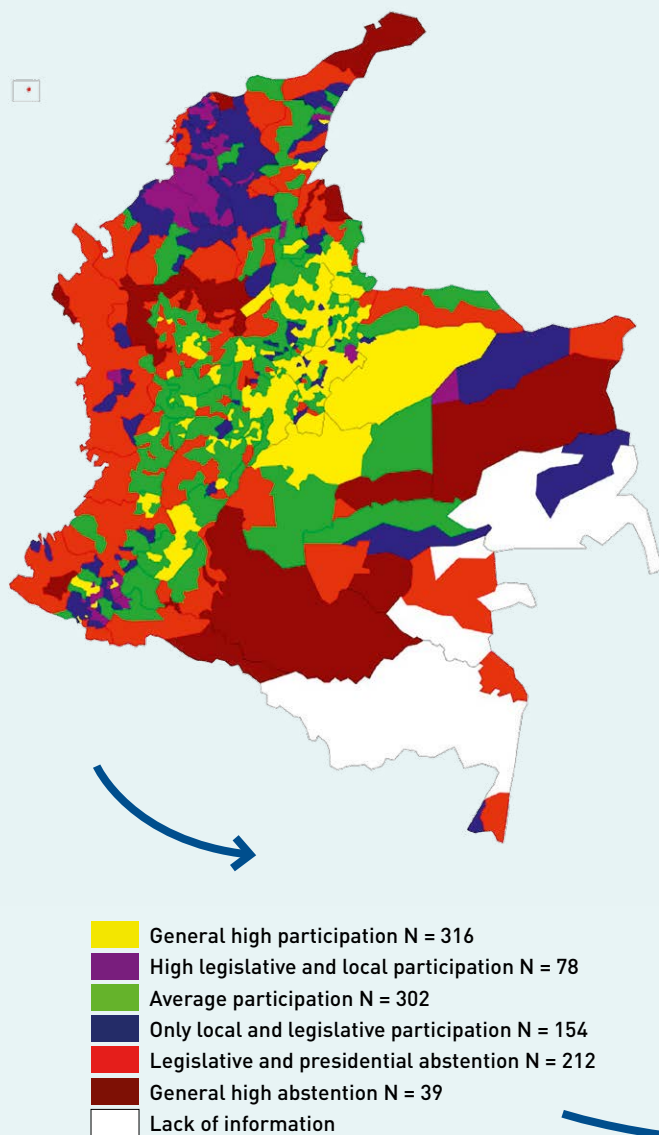 General high participation N = 316
High legislative and local participation N = 78
Average participation N = 302
Only local and legislative participation N = 154
Legislative and presidential abstention N = 212
General high abstention N = 39
Lack of information